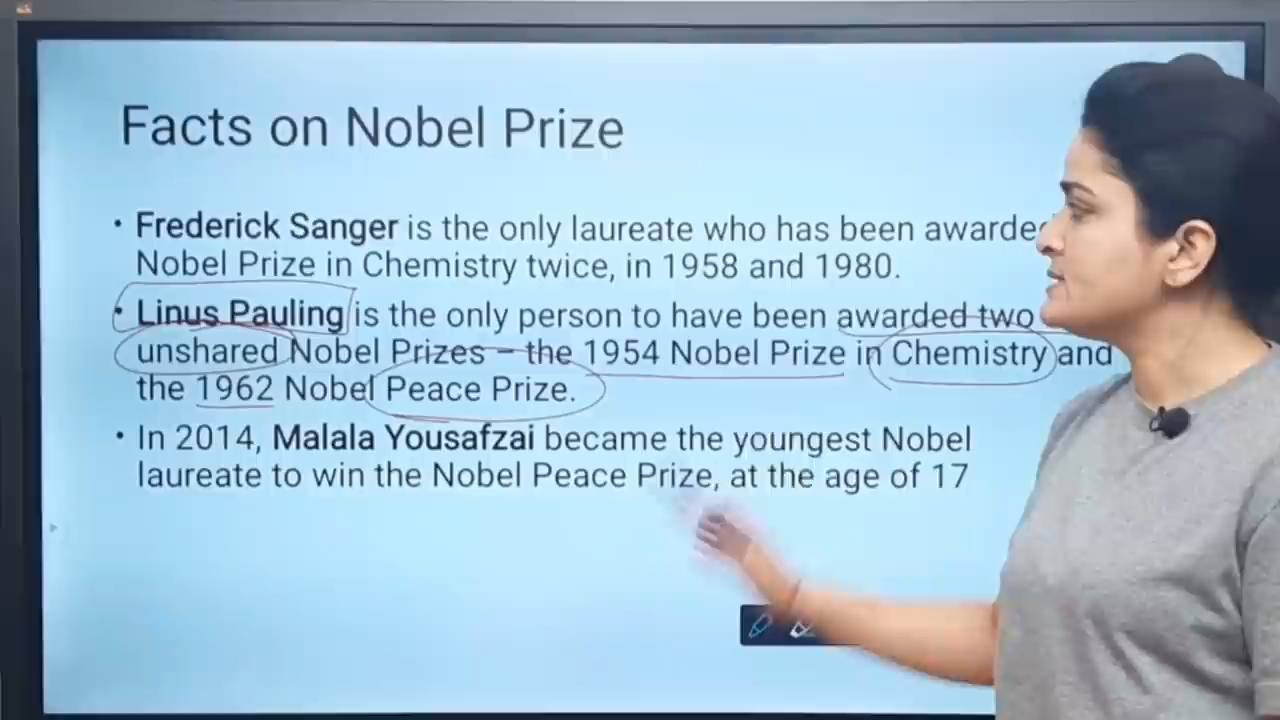 Facts on Nobel Prize
• Frederick Sanger is the only laureate who has been awarde
Nobel Prize in Chemistry twice, in 1958 and 1980.
• Linus Pauling is the only person to have been awarded two
unshared Nobel Prizes – the 1954 Nobel Prize in Chemistry and
the 1962 Nobel Peace Prize.
• In 2014, Malala Yousafzai became the youngest Nobel
laureate to win the Nobel Peace Prize, at the age of 17